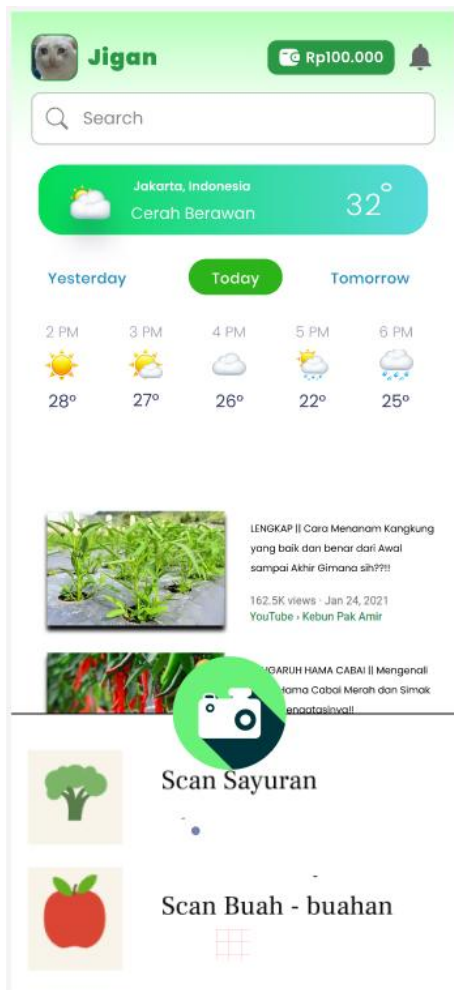 Jigan
Rp100.000
Search
Jakarta, Indonesia
Cerah Berawan
32°
Yesterday
Today
Tomorrow
2 PM
3 PM
4 PM
5 PM
6 PM
28°
27°
26°
22°
25°
LENGKAP || Cara Menanam Kangkung
yang baik dan benar dari Awal
sampai Akhir Gimana sih??!!
162.5K views · Jan 24, 2021
YouTube › Kebun Pak Amir
HAMA CABAI || Mengenali
Hama Cabai Merah dan Simak
Scan Sayuran
Scan Buah - buahan